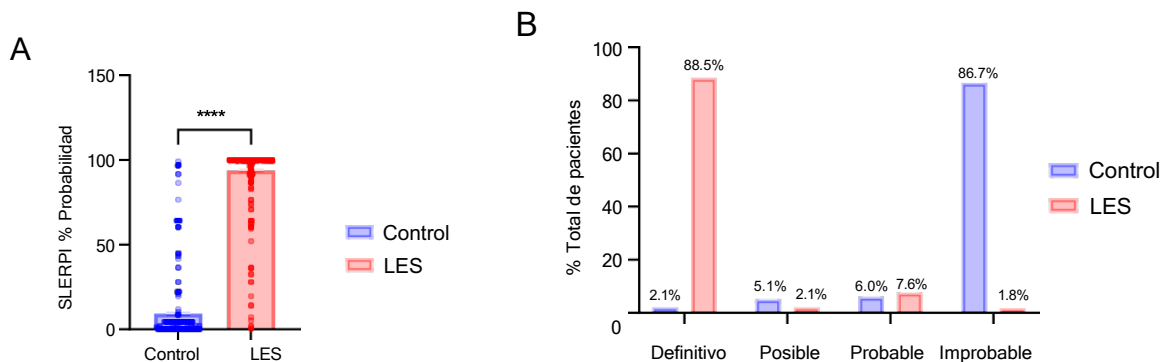 A
SLERPI % Probabilidad
150
100
50
0
****
Control
LES
Control
LES
B
% Total de pacientes
100
80
60
40
20
0
2.1%
88.5%
5.1%
2.1%
6.0%
7.6%
86.7%
1.8%
Definitivo
Posible
Probable
Improbable
Control
LES